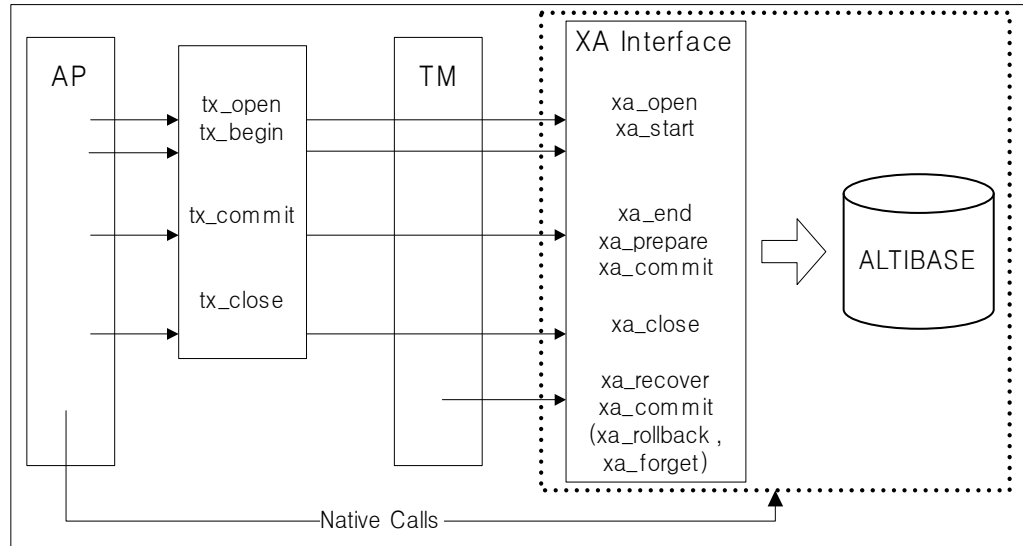 AP
tx_open
tx_begin
tx_commit
tx_close
TM
XA Interface
xa_open
xa_start
xa_end
xa_prepare
xa_commit
xa_close
xa_recover
xa_commit
(xa_rollback ,
xa_forget)
ALTIBASE
Native Calls